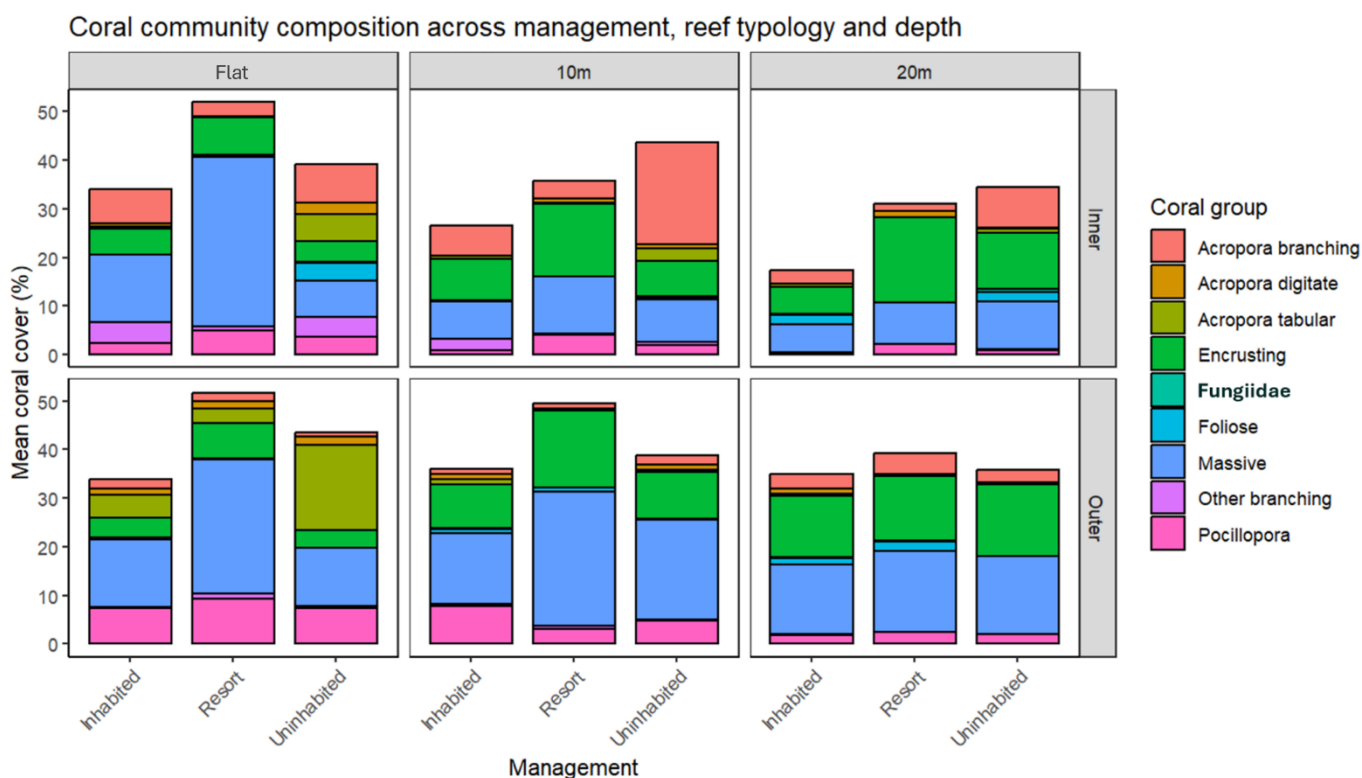 Coral community composition across management, reef typology and depth
Flat
10m
20m
Mean coral cover (%)
50
40
30
20
10
0
Inner
50
40
30
20
10
0
Outer
Inhabited
Resort
Uninhabited
Inhabited
Resort
Uninhabited
Inhabited
Resort
Uninhabited
Management
Coral group
Acropora branching
Acropora digitate
Acropora tabular
Encrusting
Fungiidae
Foliose
Massive
Other branching
Pocillopora